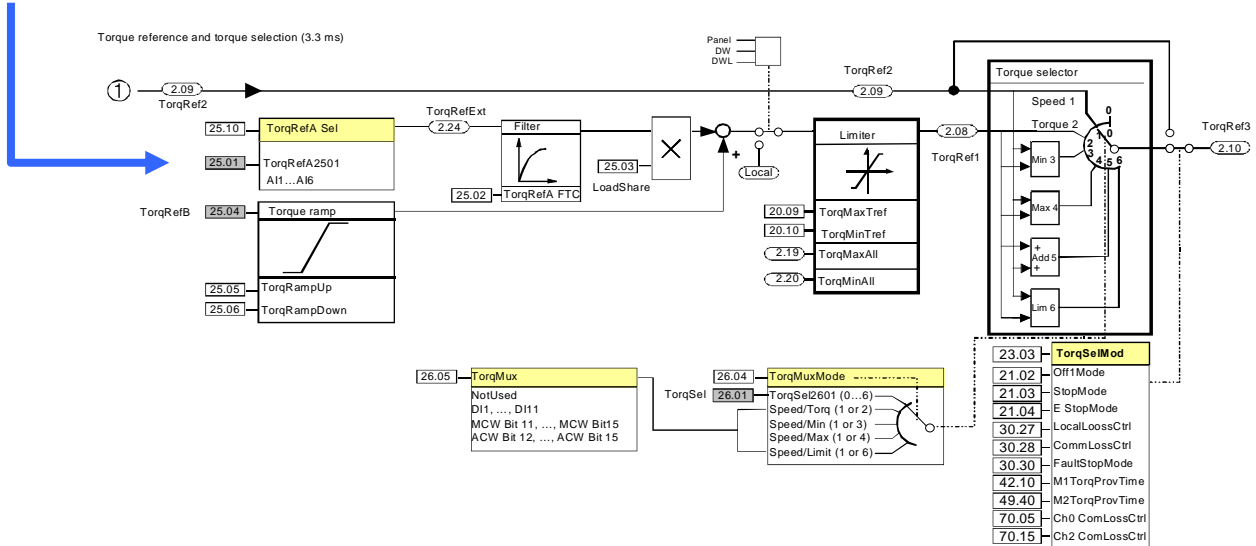 Torque reference and torque selection (3.3 ms)
Panel
DW
DWL
1
2.09
TorqRef2
TorqRef2
2.09
25.10
TorqRefA Sel
25.01
TorqRefA2501
AI1...AI6
TorqRefExt
2.24
Filter
25.02
TorqRefA FTC
25.03
LoadShare
+
Local
Limiter
20.09
TorqMaxTref
20.10
TorqMinTref
2.19
TorqMaxAll
2.20
TorqMinAll
2.08
TorqRef1
Torque selector
Speed 1
Torque 2
0
0
1
2
3
4
5
6
Min 3
Max 4
+
Add 5
+
Lim 6
TorqRef3
2.10
TorqRefB
25.04
Torque ramp
25.05
TorqRampUp
25.06
TorqRampDown
26.05
TorqMux
NotUsed
DI1, ..., DI11
MCW Bit 11, ..., MCW Bit15
ACW Bit 12, ..., ACW Bit 15
26.04
TorqMuxMode
TorqSel
26.01
TorqSel2601 (0...6)
Speed/Torq (1 or 2)
Speed/Min (1 or 3)
Speed/Max (1 or 4)
Speed/Limit (1 or 6)
23.03
TorqSelMod
21.02
Off1Mode
21.03
StopMode
21.04
E StopMode
30.27
LocalLoossCtrl
30.28
CommLossCtrl
30.30
FaultStopMode
42.10
M1TorqProvTime
49.40
M2TorqProvTime
70.05
Ch0 ComLossCtrl
70.15
Ch2 ComLossCtrl